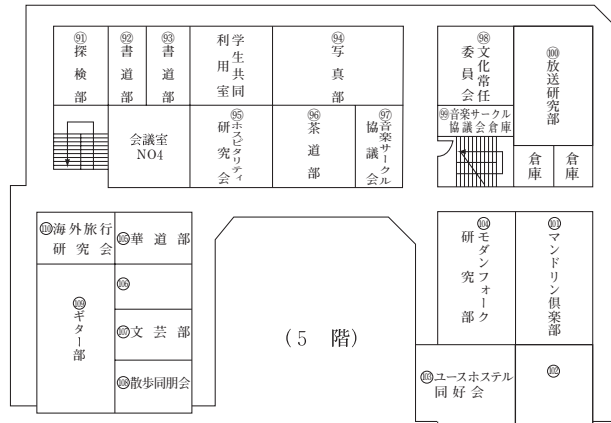 91 探検部
92 書道部
93 書道部
学生共同
利用室
94 写真部
会議室
NO4
95 ホスピタリティ
研究会
96 茶道部
97 音楽サークル
協議会
98 文化常任
委員会
99 音楽サークル
協議会倉庫
100 放送研究部
倉庫
倉庫
110 海外旅行
研究会
105 華道部
106
109 ギター部
107 文芸部
108 散歩同朋会
(5 階)
104 モダンフォーク
研究部
101 マンドリン倶楽部
103 ユースホステル
同好会
102